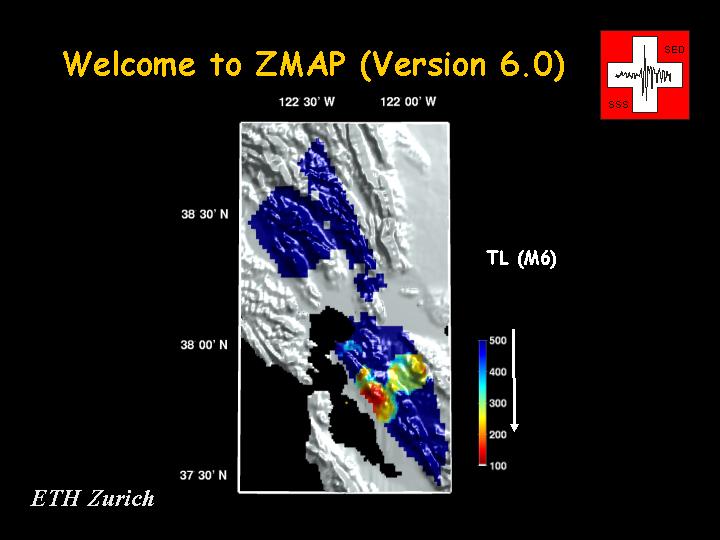 Welcome to ZMAP (Version 6.0)
SED
SSS
122 30' W 122 00' W
38 30' N
TL (M6)
38 00' N
500
400
300
200
100
37 30' N
ETH Zurich